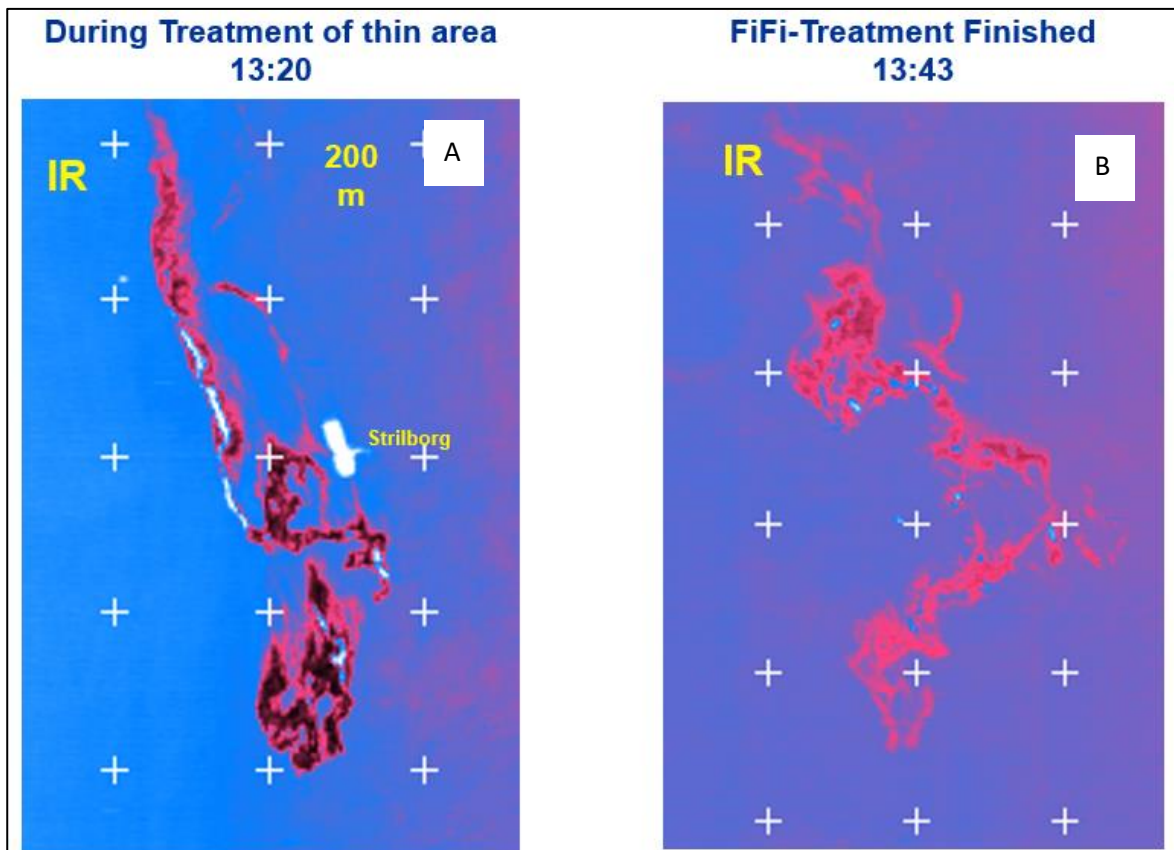 During Treatment of thin area
13:20
FiFi-Treatment Finished
13:43
IR
200
m
A
Strilborg
IR
B